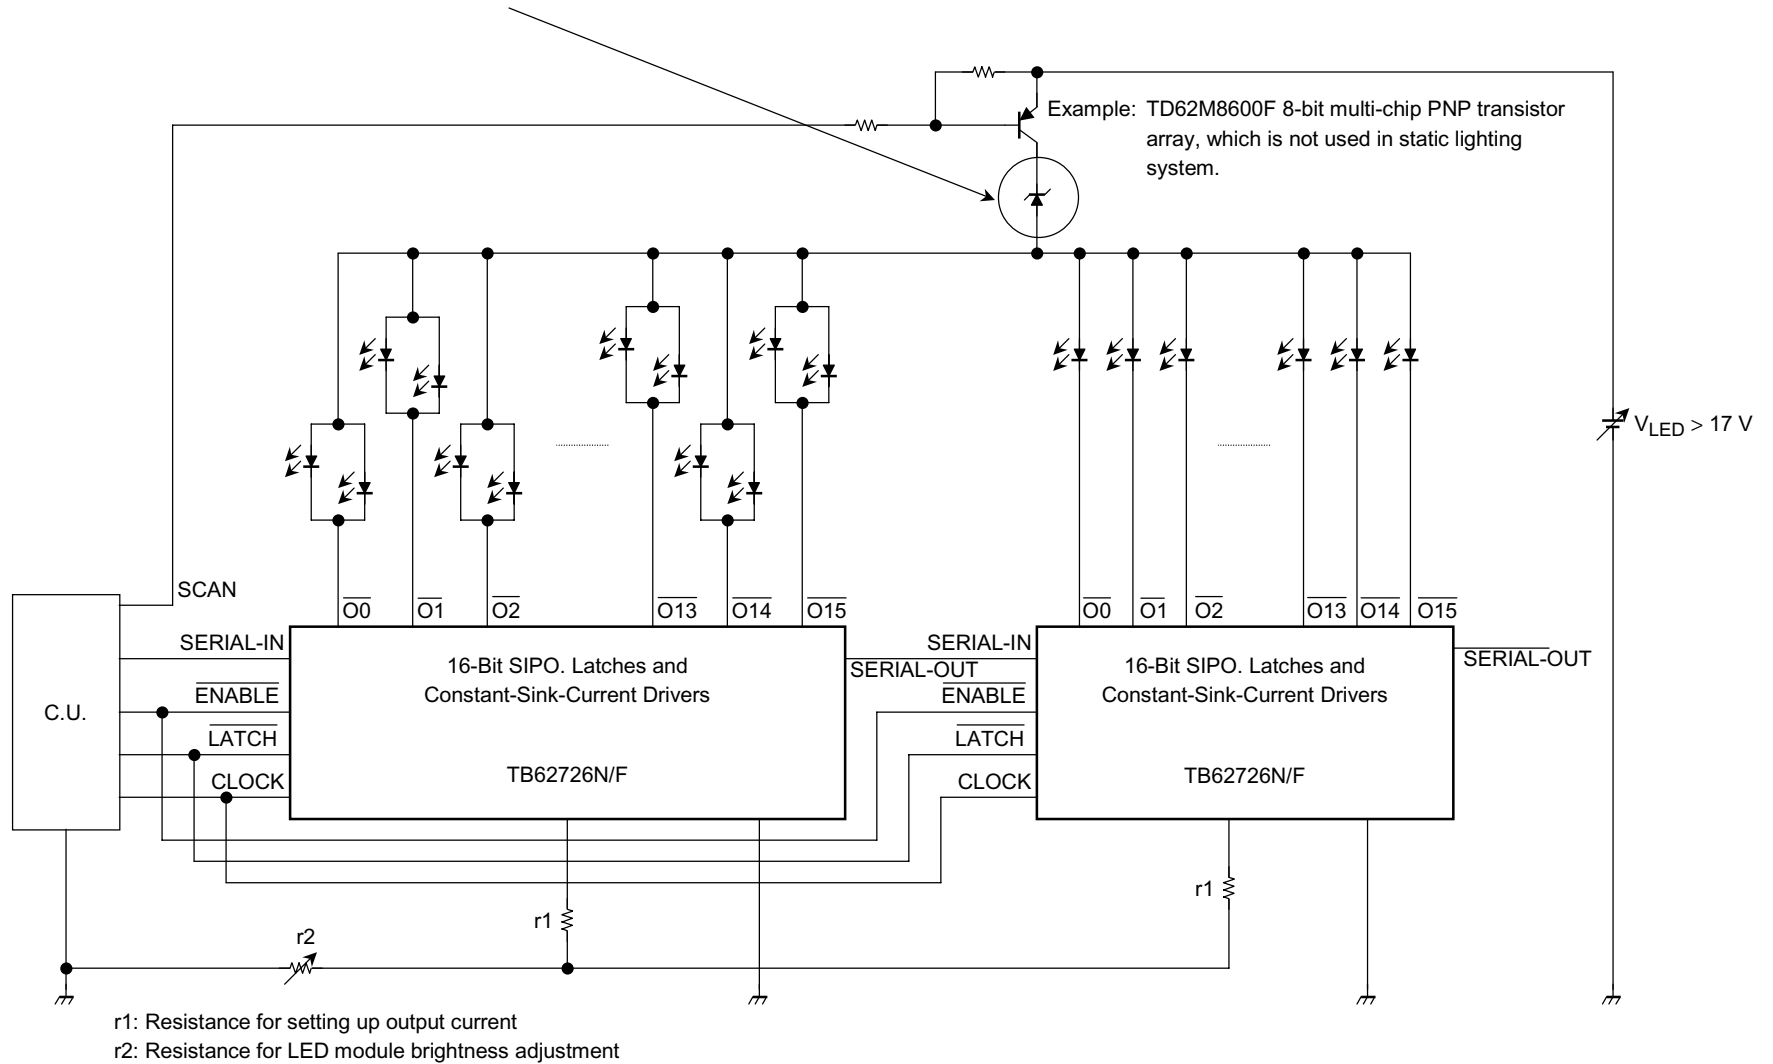 Example: TD62M8600F 8-bit multi-chip PNP transistor
array, which is not used in static lighting
system.
VLED > 17 V
SCAN
O0 O1 O2 O13 O14 O15
O0 O1 O2 O13 O14 O15
SERIAL-IN
SERIAL-OUT
SERIAL-IN
SERIAL-OUT
16-Bit SIPO. Latches and
Constant-Sink-Current Drivers
16-Bit SIPO. Latches and
Constant-Sink-Current Drivers
ENABLE
ENABLE
C.U.
LATCH
LATCH
TB62726N/F
TB62726N/F
CLOCK
CLOCK
r1
r1
r2
r1: Resistance for setting up output current
r2: Resistance for LED module brightness adjustment